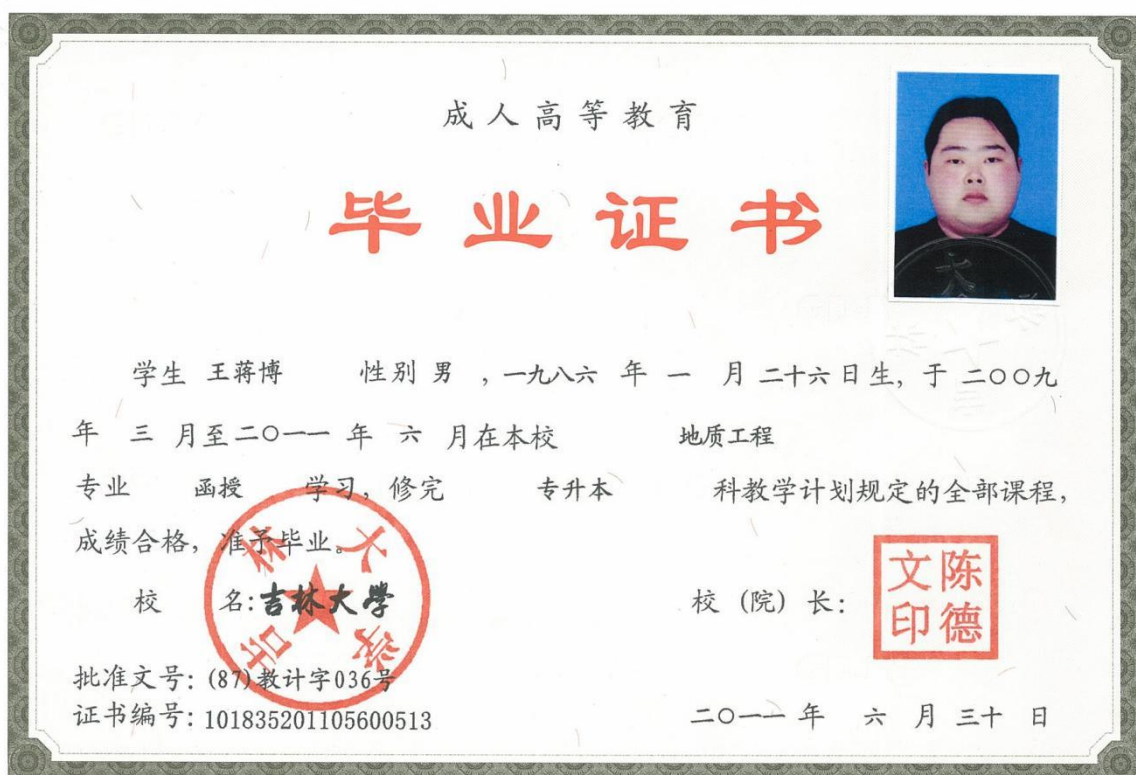 成人高等教育
毕业证书
学生 王蒋博 性别 男 ,一九八六 年 一 月 二十六 日生, 于 二〇〇九
年 三 月至 二〇一一 年 六 月在本校 地质工程
专业 函授 学习, 修完 专升本 科教学计划规定的全部课程,
成绩合格, 准予毕业。
校 名: 吉林大學
吉林大学
校 (院) 长:
陈德文印
批准文号: (87)教计字036号
证书编号: 101835201105600513
二〇一一 年 六 月 三十 日